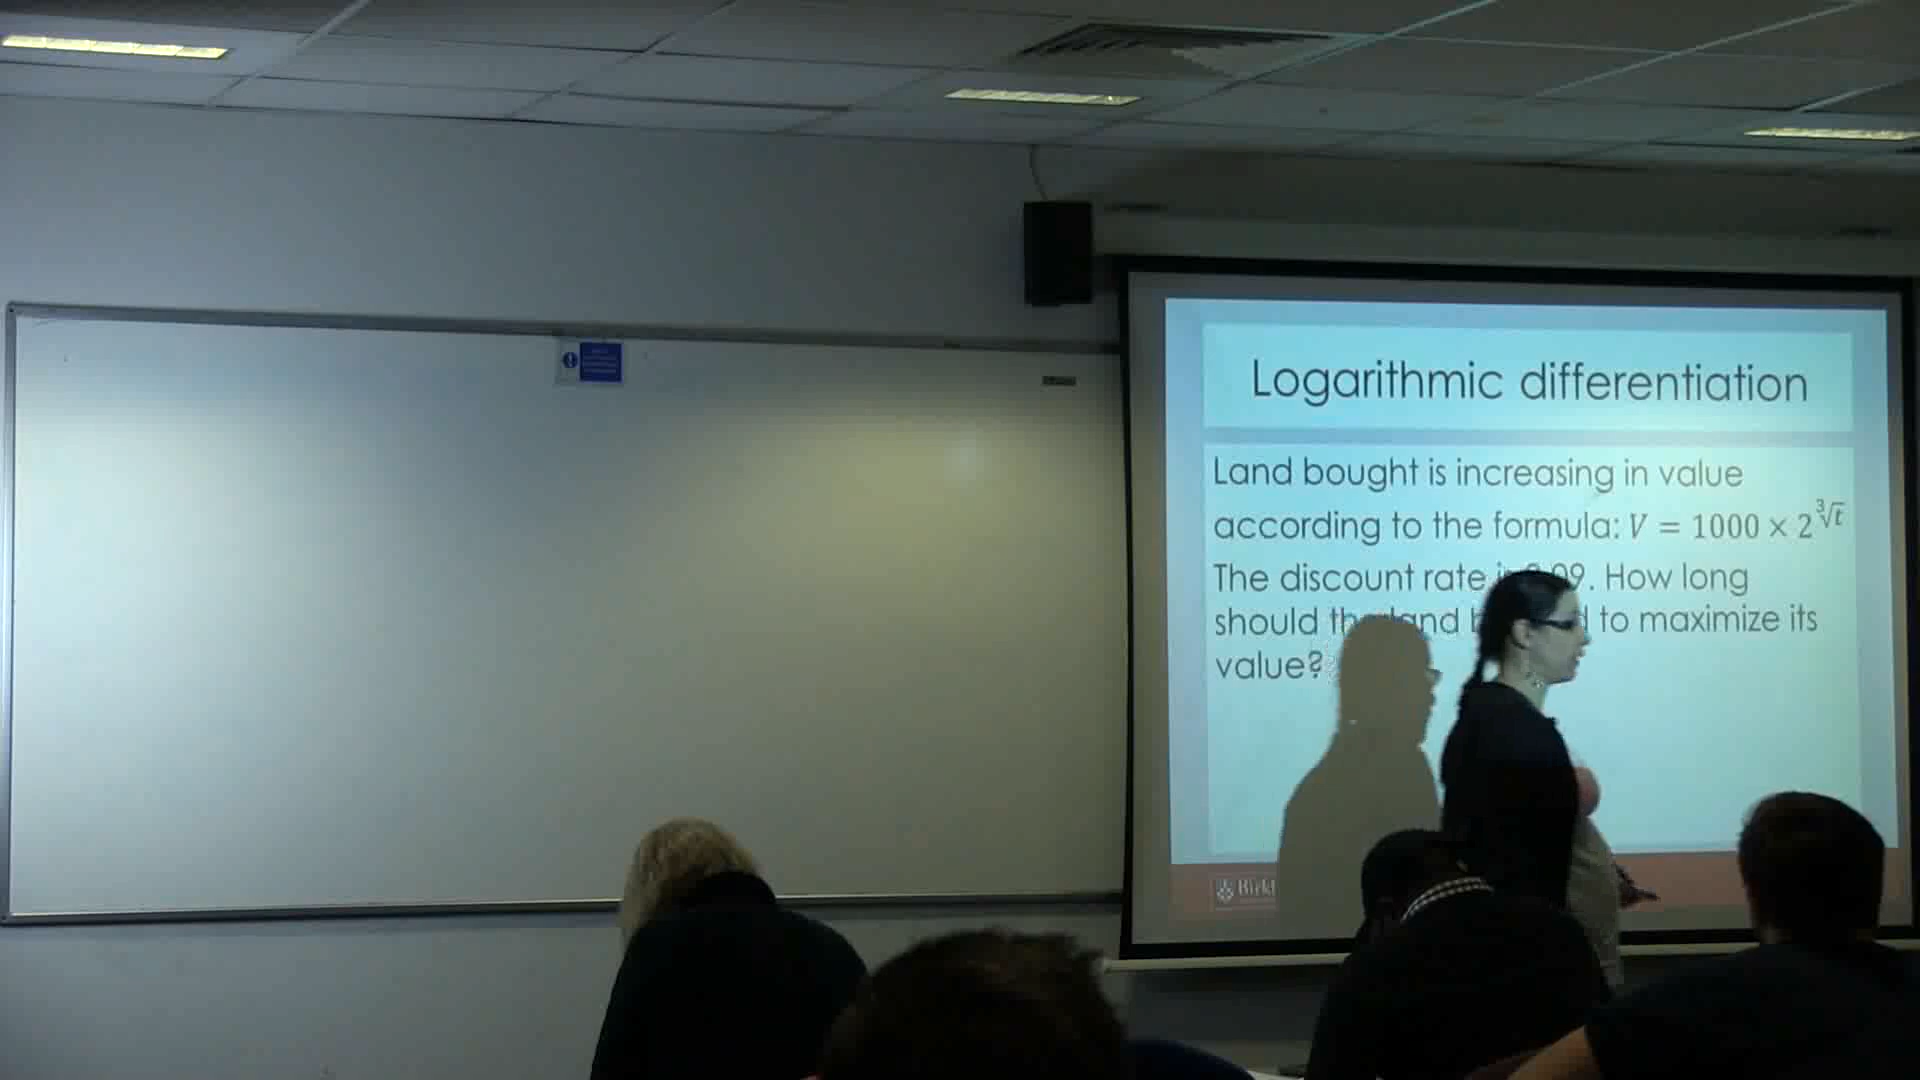 Logarithmic differentiation
Land bought is increasing in value
according to the formula: V = 1000 × 2^∛t
The discount rate . How long
should to maximize its
value?